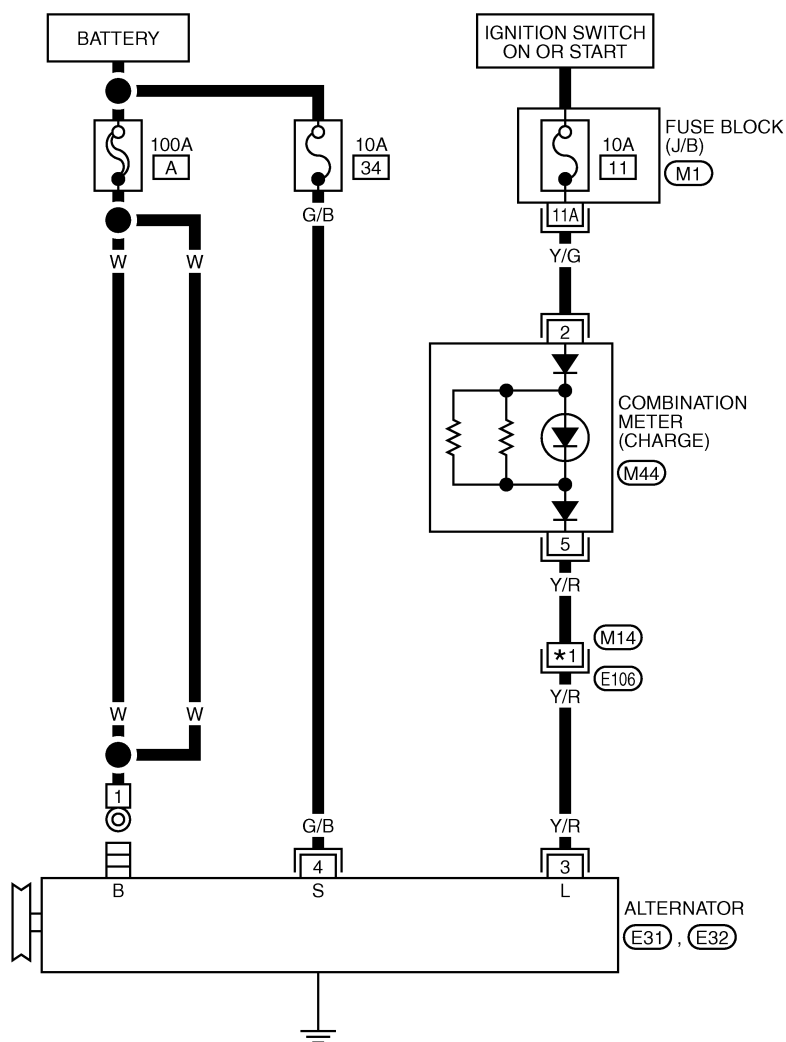 BATTERY
IGNITION SWITCH
ON OR START
100A
A
10A
34
10A
11
FUSE BLOCK
(J/B)
M1
11A
G/B
Y/G
W
W
2
COMBINATION
METER
(CHARGE)
M44
5
Y/R
M14
*1
E106
Y/R
W
W
1
G/B
Y/R
4
3
B
S
L
ALTERNATOR
E31 , E32